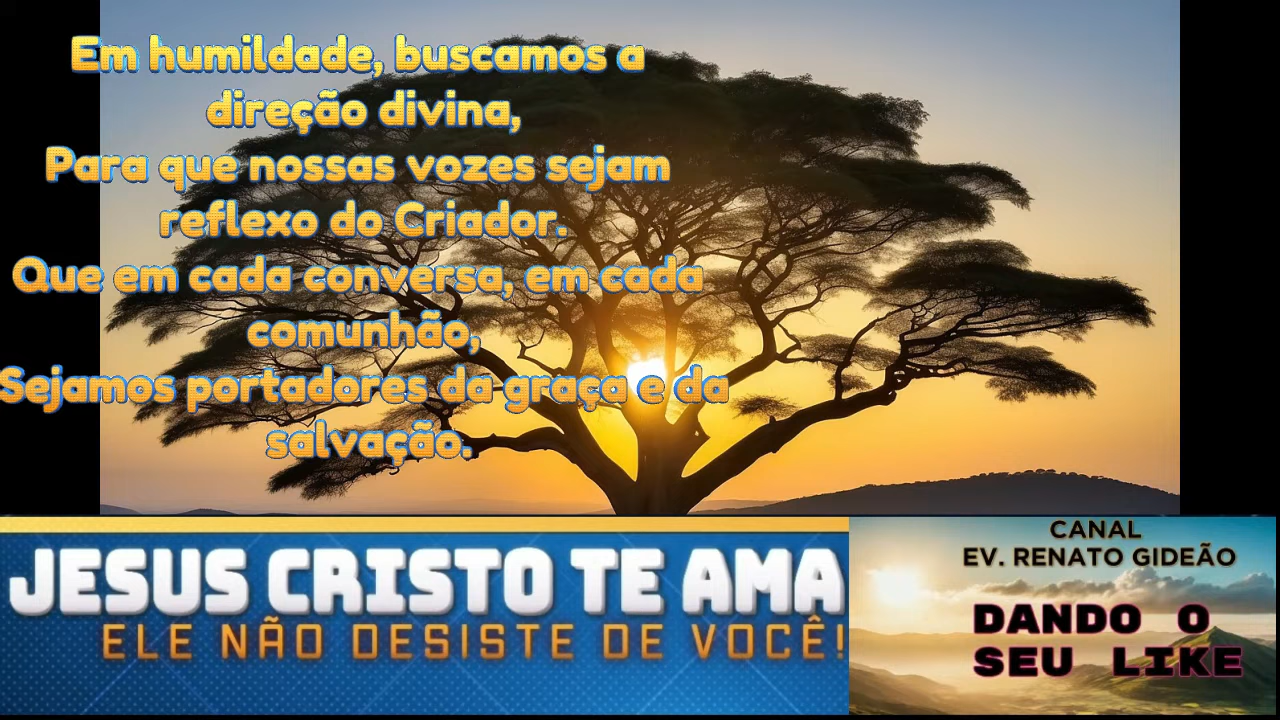 Em humildade, buscamos a
direção divina,
Para que nossas vozes sejam
reflexo do Criador.
Que em cada conversa, em cada
comunhão,
Sejamos portadores da graça e da
salvação.
JESUS CRISTO TE AMA
ELE NÃO DESISTE DE VOCÊ!
CANAL
EV. RENATO GIDEÃO
DANDO O
SEU LIKE